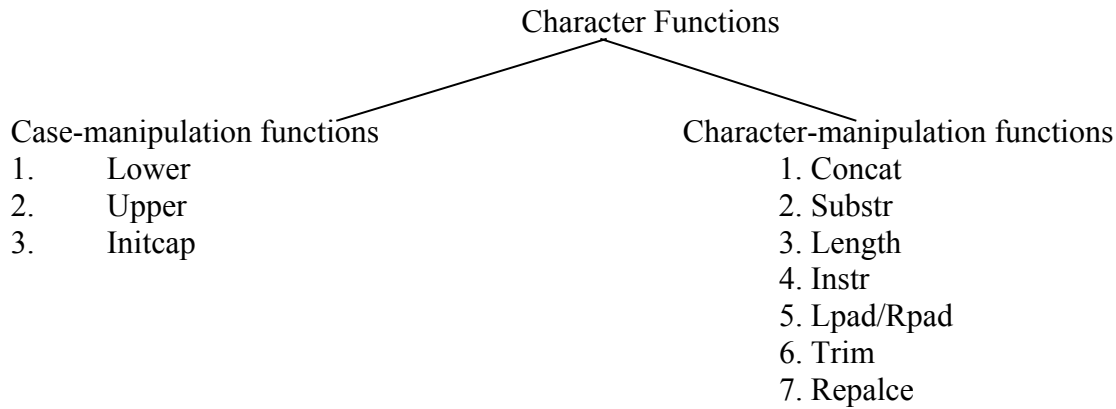 Character Functions
Case-manipulation functions
1. Lower
2. Upper
3. Initcap
Character-manipulation functions
1. Concat
2. Substr
3. Length
4. Instr
5. Lpad/Rpad
6. Trim
7. Repalce